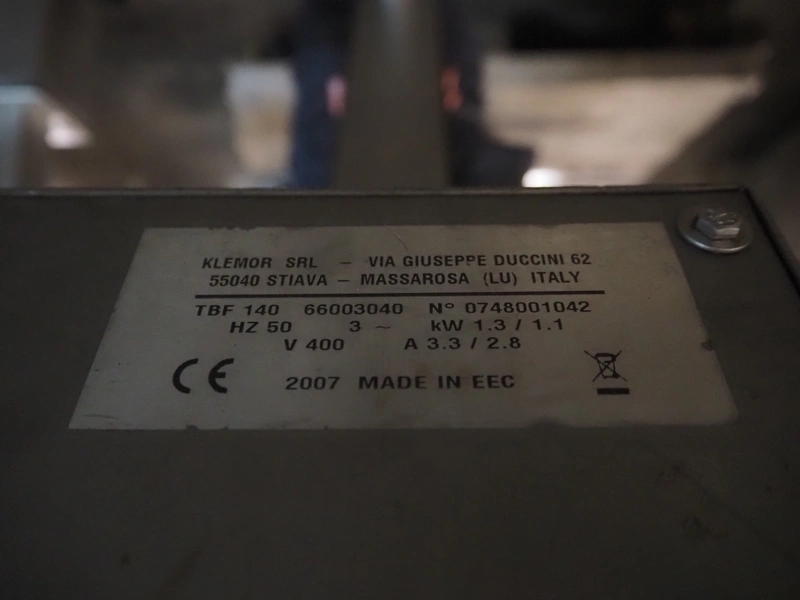 KLEMOR SRL – VIA GIUSEPPE DUCCINI 62
55040 STIAVA – MASSAROSA (LU) ITALY
TBF 140 66003040 N° 0748001042
HZ 50 3 ~ kW 1.3 / 1.1
V 400 A 3.3 / 2.8
CE 2007 MADE IN EEC